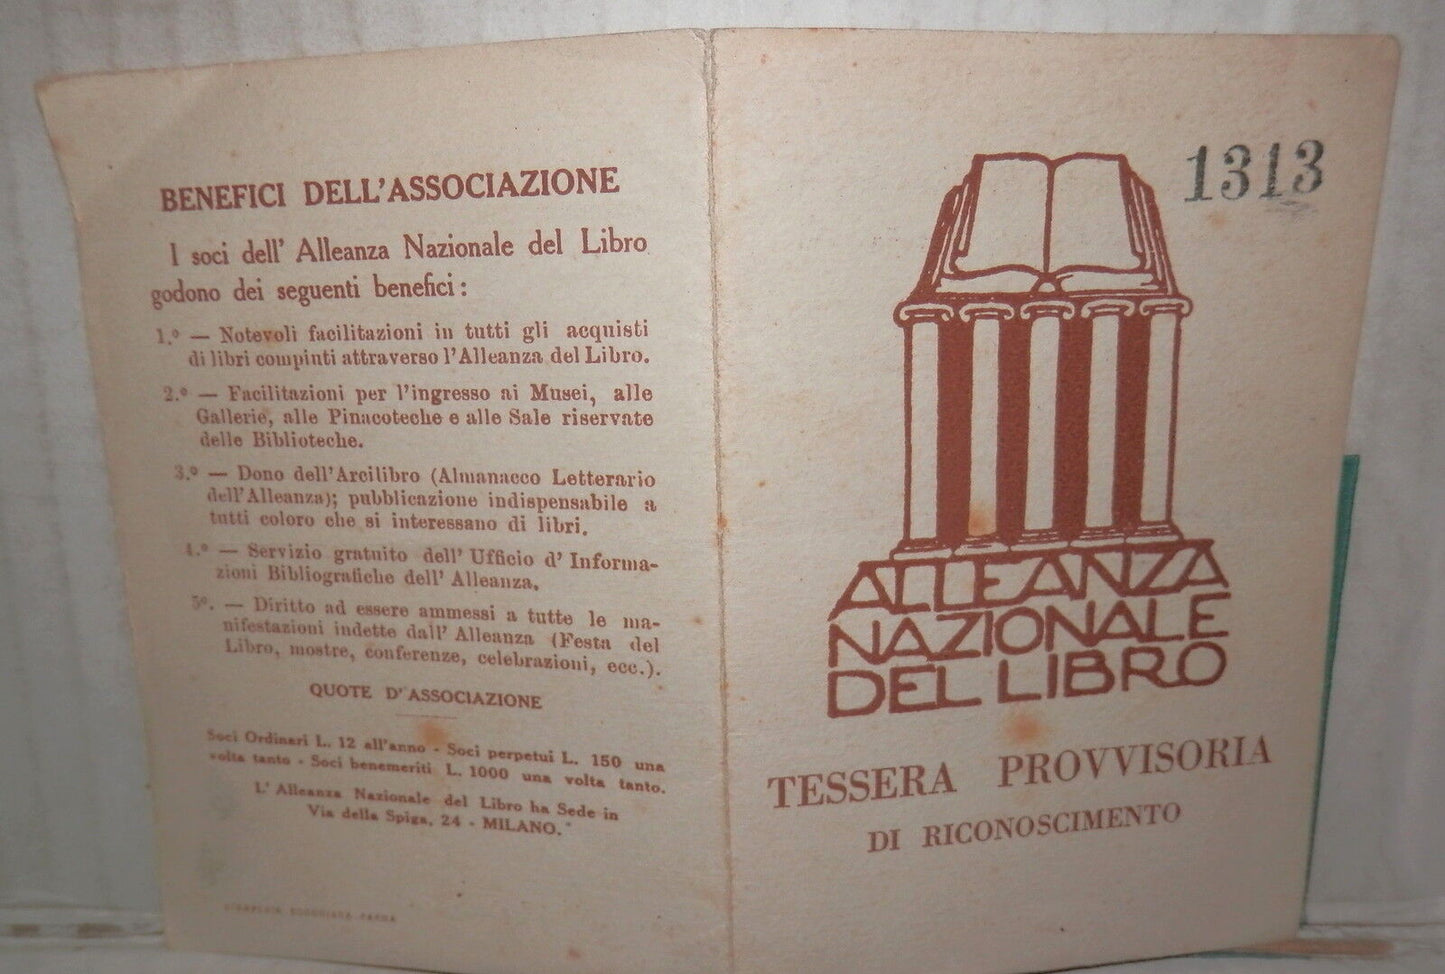 BENEFICI DELL'ASSOCIAZIONE
I soci dell' Alleanza Nazionale del Libro
godono dei seguenti benefici :
1.º — Notevoli facilitazioni in tutti gli acquisti
di libri compiuti attraverso l'Alleanza del Libro.
2.º — Facilitazioni per l'ingresso ai Musei, alle
Gallerie, alle Pinacoteche e alle Sale riservate
delle Biblioteche.
3.º — Dono dell'Arcilibro (Almanacco Letterario
dell'Alleanza); pubblicazione indispensabile a
tutti coloro che si interessano di libri.
4.º — Servizio gratuito dell' Ufficio d' Informa-
zioni Bibliografiche dell' Alleanza.
5º. — Diritto ad essere ammessi a tutte le ma-
nifestazioni indette dall' Alleanza (Festa del
Libro, mostre, conferenze, celebrazioni, ecc.).
QUOTE D'ASSOCIAZIONE
Soci Ordinari L. 12 all'anno - Soci perpetui L. 150 una
volta tanto - Soci benemeriti L. 1000 una volta tanto.
L' Alleanza Nazionale del Libro ha Sede in
Via della Spiga, 24 - MILANO.
PARMA
1313
ALLEANZA
NAZIONALE
DEL LIBRO
TESSERA PROVVISORIA
DI RICONOSCIMENTO